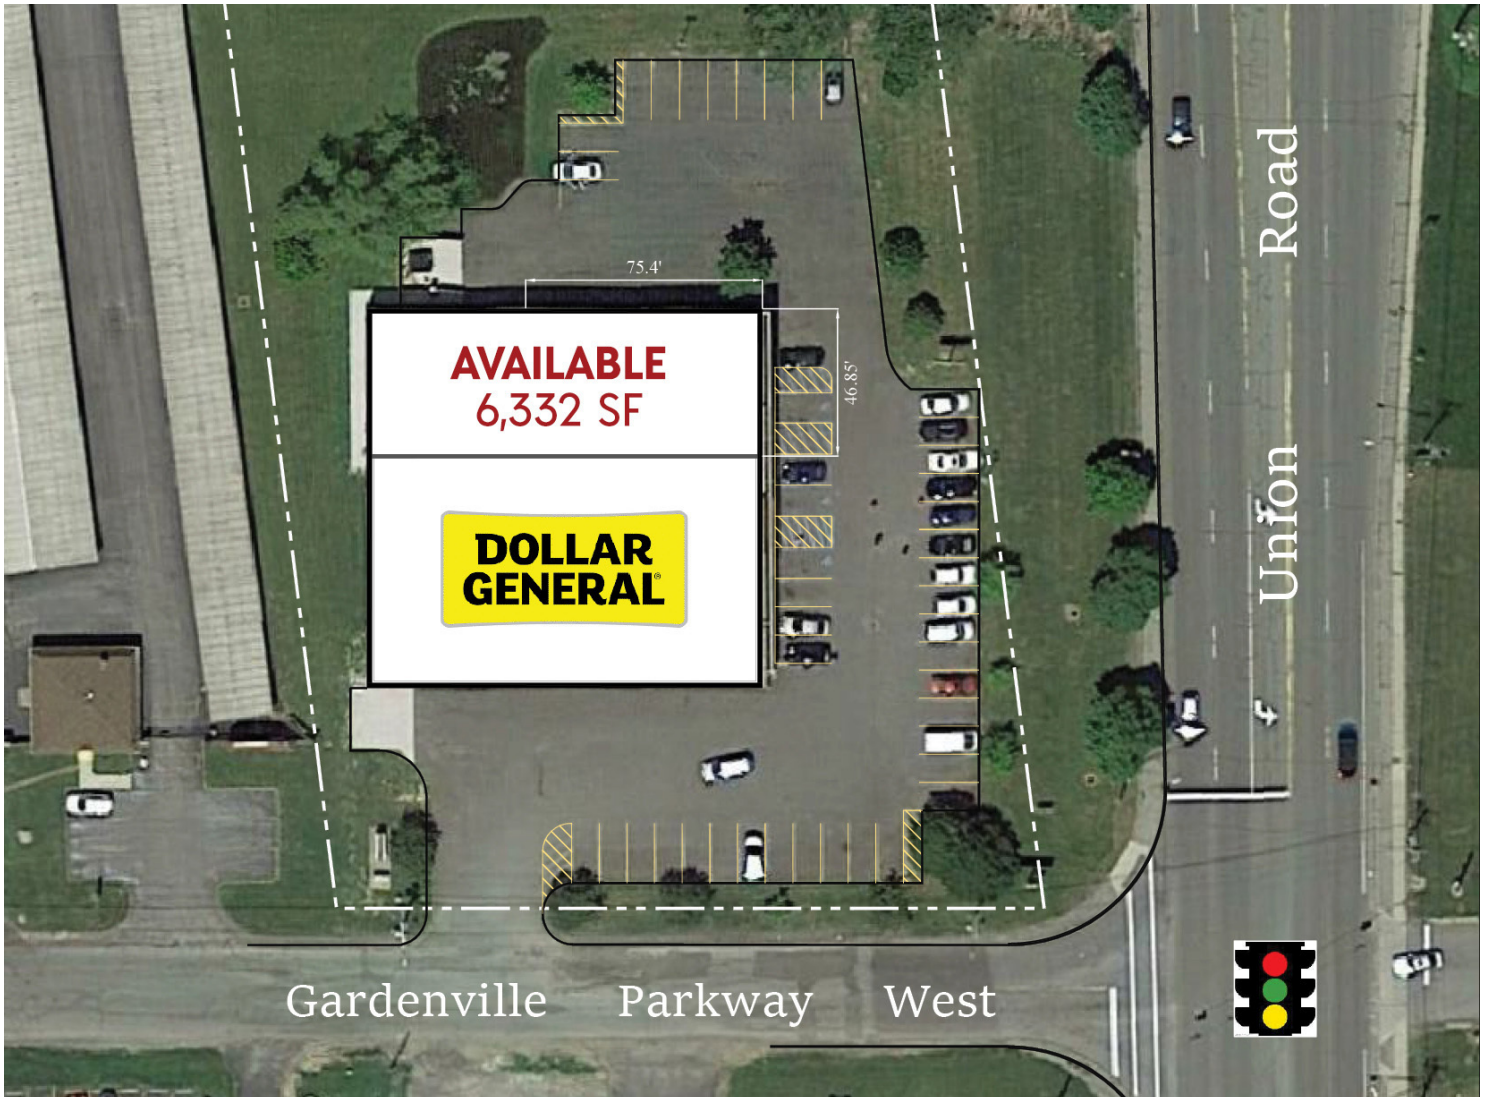 75.4'
46.85'
AVAILABLE
6,332 SF
DOLLAR
GENERAL®
Union Road
Gardenville Parkway West